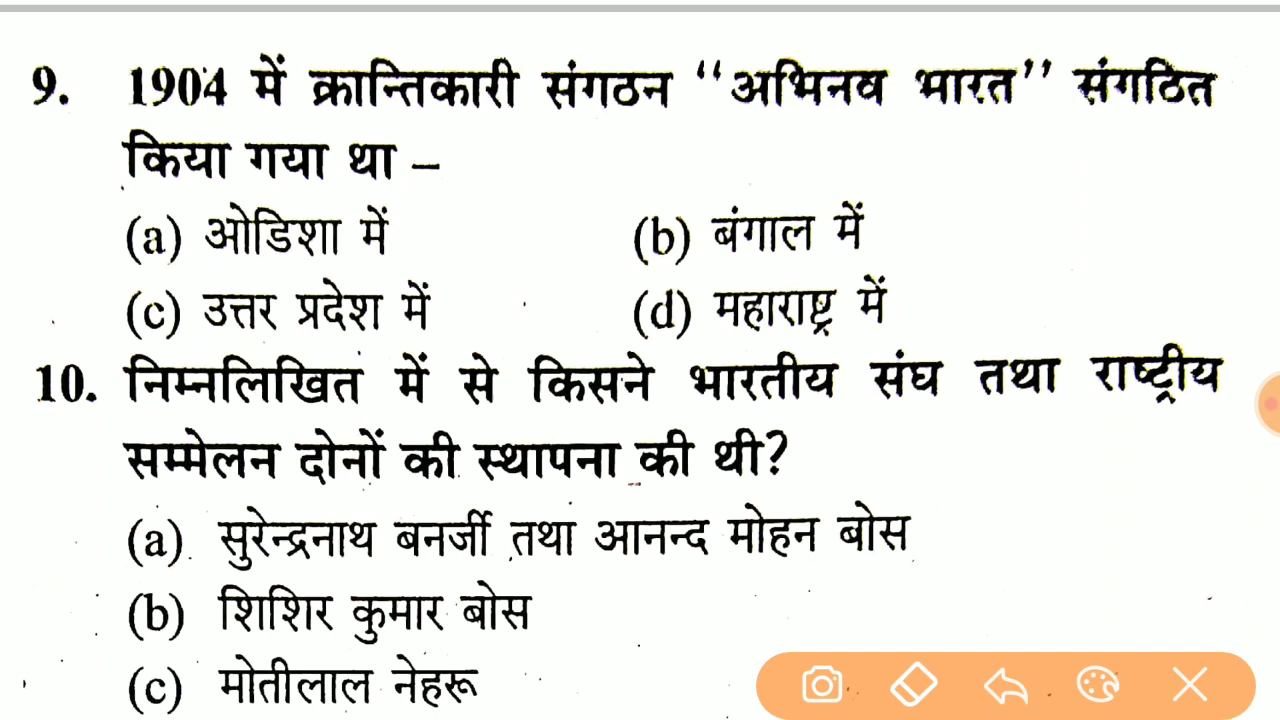 9. 1904 में क्रान्तिकारी संगठन “अभिनव भारत” संगठित
किया गया था –
(a) ओडिशा में (b) बंगाल में
(c) उत्तर प्रदेश में (d) महाराष्ट्र में
10. निम्नलिखित में से किसने भारतीय संघ तथा राष्ट्रीय
सम्मेलन दोनों की स्थापना की थी?
(a) सुरेन्द्रनाथ बनर्जी तथा आनन्द मोहन बोस
(b) शिशिर कुमार बोस
(c) मोतीलाल नेहरू